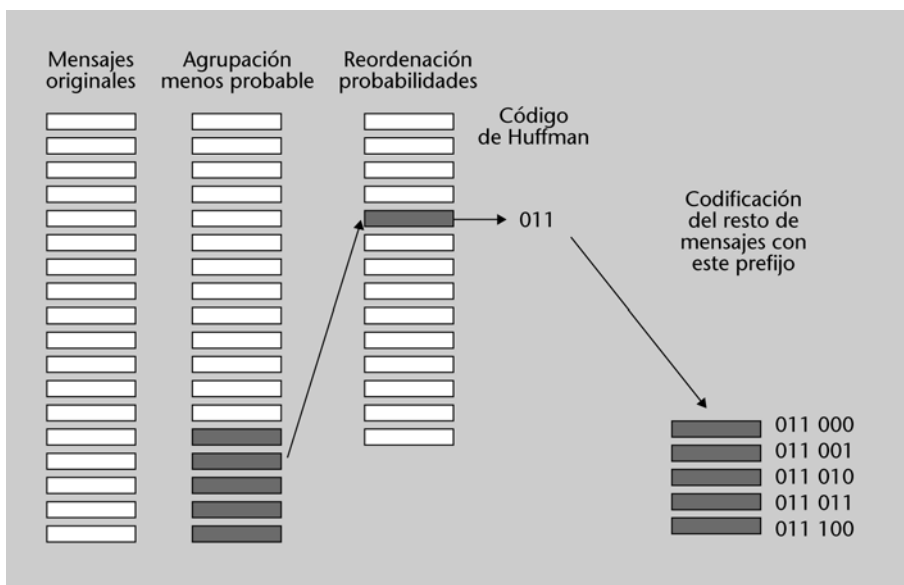 Mensajes
originales
Agrupación
menos probable
Reordenación
probabilidades
Código
de Huffman
011
Codificación
del resto de
mensajes con
este prefijo
011 000
011 001
011 010
011 011
011 100